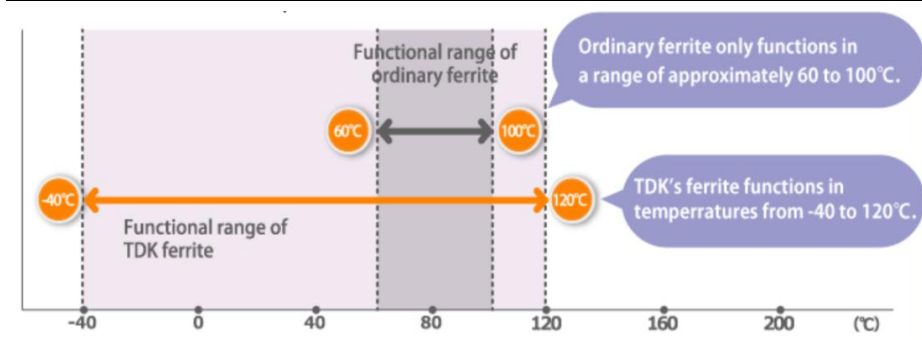 Functional range of
ordinary ferrite
Ordinary ferrite only functions in
a range of approximately 60 to 100℃.
60℃
100℃
-40℃
120℃
TDK's ferrite functions in
temperratures from -40 to 120℃.
Functional range of
TDK ferrite
-40
0
40
80
120
160
200
(℃)